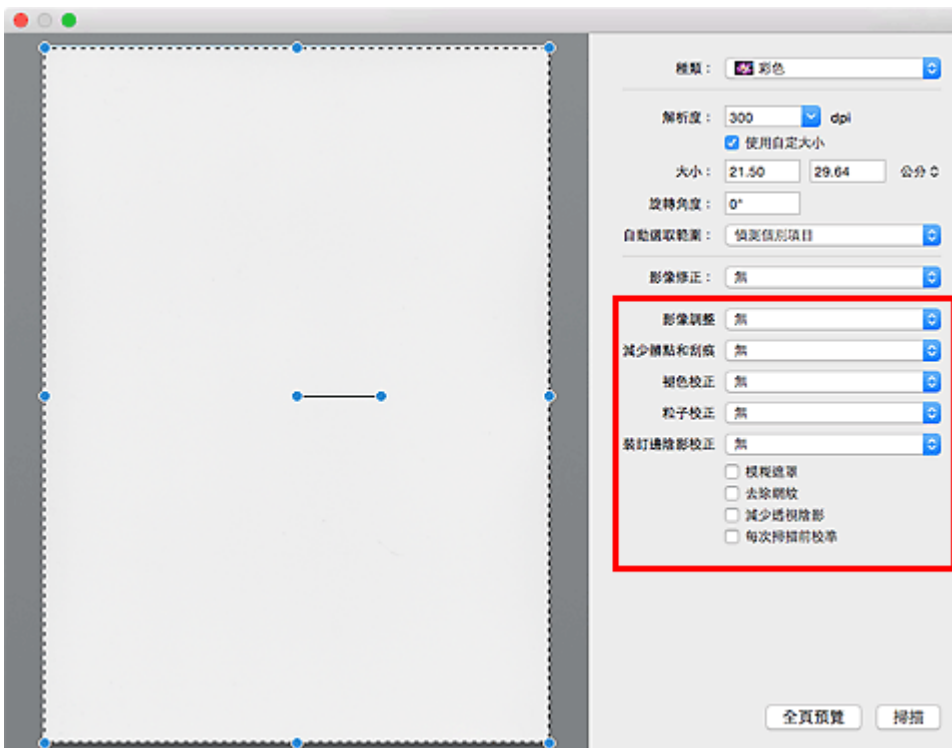 種類： 彩色
解析度： 300 dpi
使用自定大小
大小： 21.50 29.64 公分
旋轉角度： 0°
自動選取範圍： 偵測個別項目
影像修正： 無
影像調整 無
減少髒點和刮痕 無
褪色校正 無
粒子校正 無
裝訂邊陰影校正 無
模糊遮罩
去除網紋
減少透視陰影
每次掃描前校準
全頁預覽 掃描